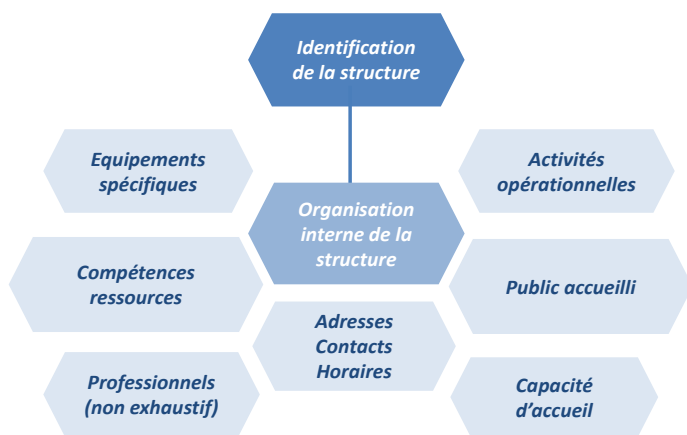 Identification
de la structure
Equipements
spécifiques
Activités
opérationnelles
Organisation
interne de la
structure
Compétences
ressources
Public accueilli
Adresses
Contacts
Horaires
Professionnels
(non exhaustif)
Capacité
d'accueil